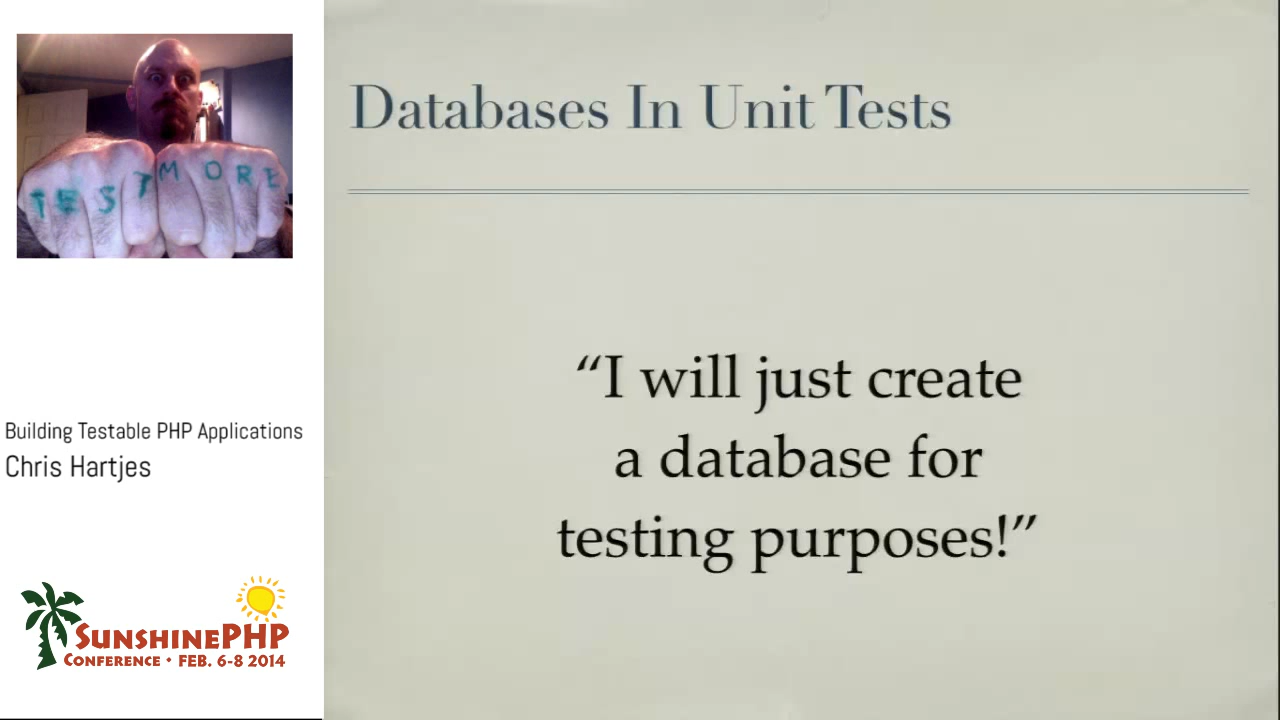 TEST MORE
Databases In Unit Tests
“I will just create
a database for
testing purposes!”
Building Testable PHP Applications
Chris Hartjes
SUNSHINEPHP
CONFERENCE • FEB. 6-8 2014